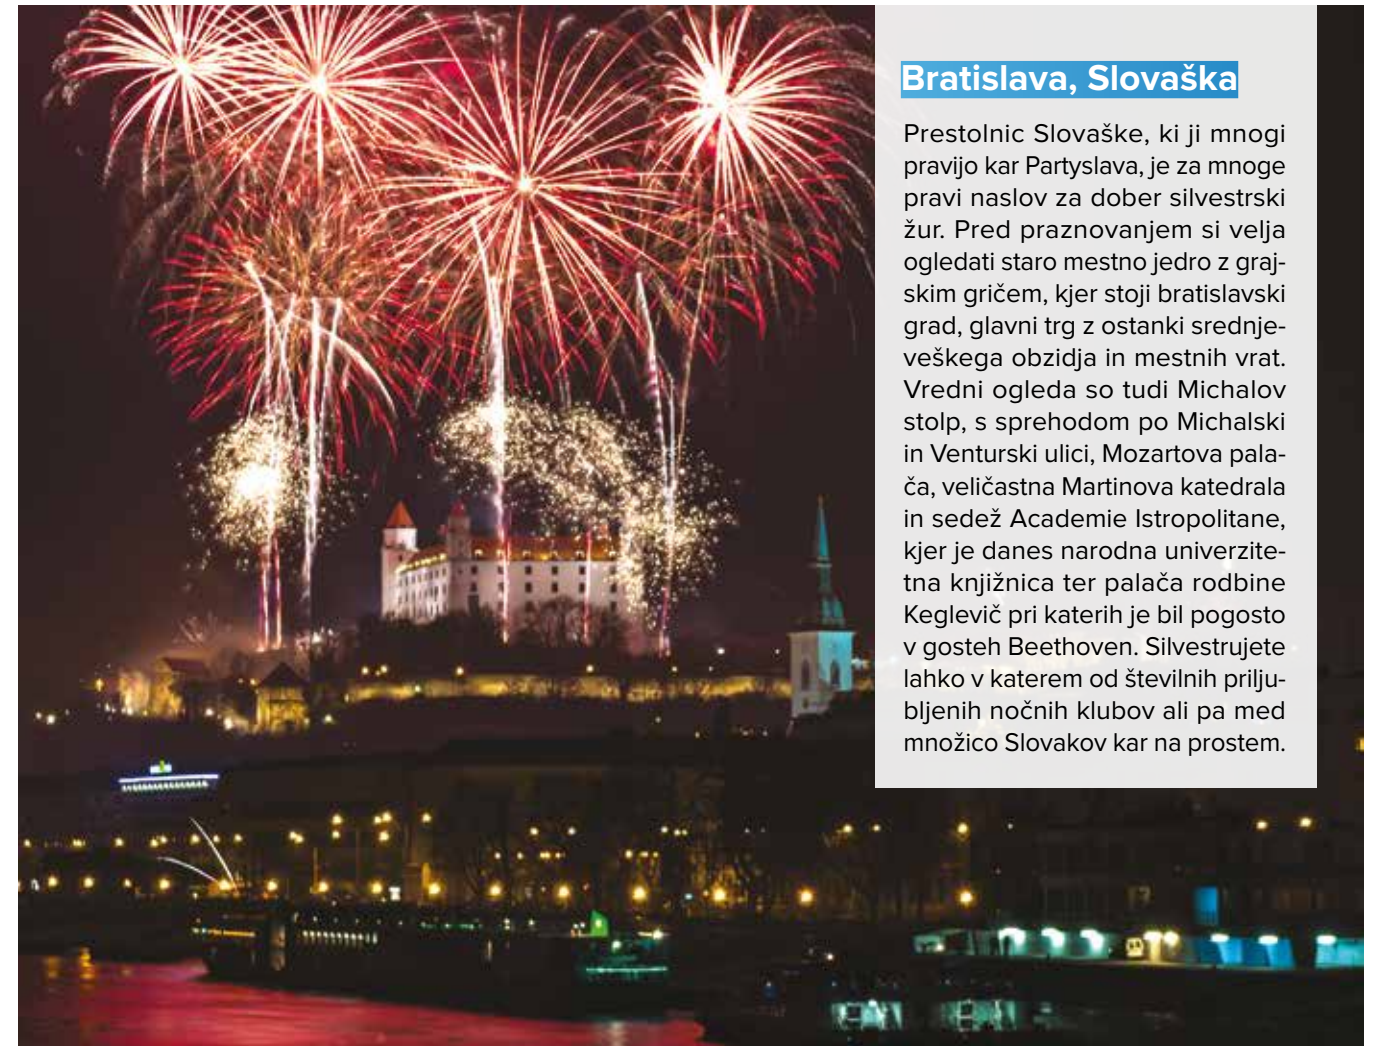 Bratislava, Slovaška
Prestolnic Slovaške, ki ji mnogi
pravijo kar Partyslava, je za mnoge
pravi naslov za dober silvestrski
žur. Pred praznovanjem si velja
ogledati staro mestno jedro z graj-
skim gričem, kjer stoji bratislavski
grad, glavni trg z ostanki srednje-
veškega obzidja in mestnih vrat.
Vredni ogleda so tudi Michalov
stolp, s sprehodom po Michalski
in Venturski ulici, Mozartova pala-
ča, veličastna Martinova katedrala
in sedež Academie Istropolitane,
kjer je danes narodna univerzite-
tna knjižnica ter palača rodbine
Keglevič pri katerih je bil pogosto
v gosteh Beethoven. Silvestrujete
lahko v katerem od številnih prilju-
bljenih nočnih klubov ali pa med
množico Slovakov kar na prostem.